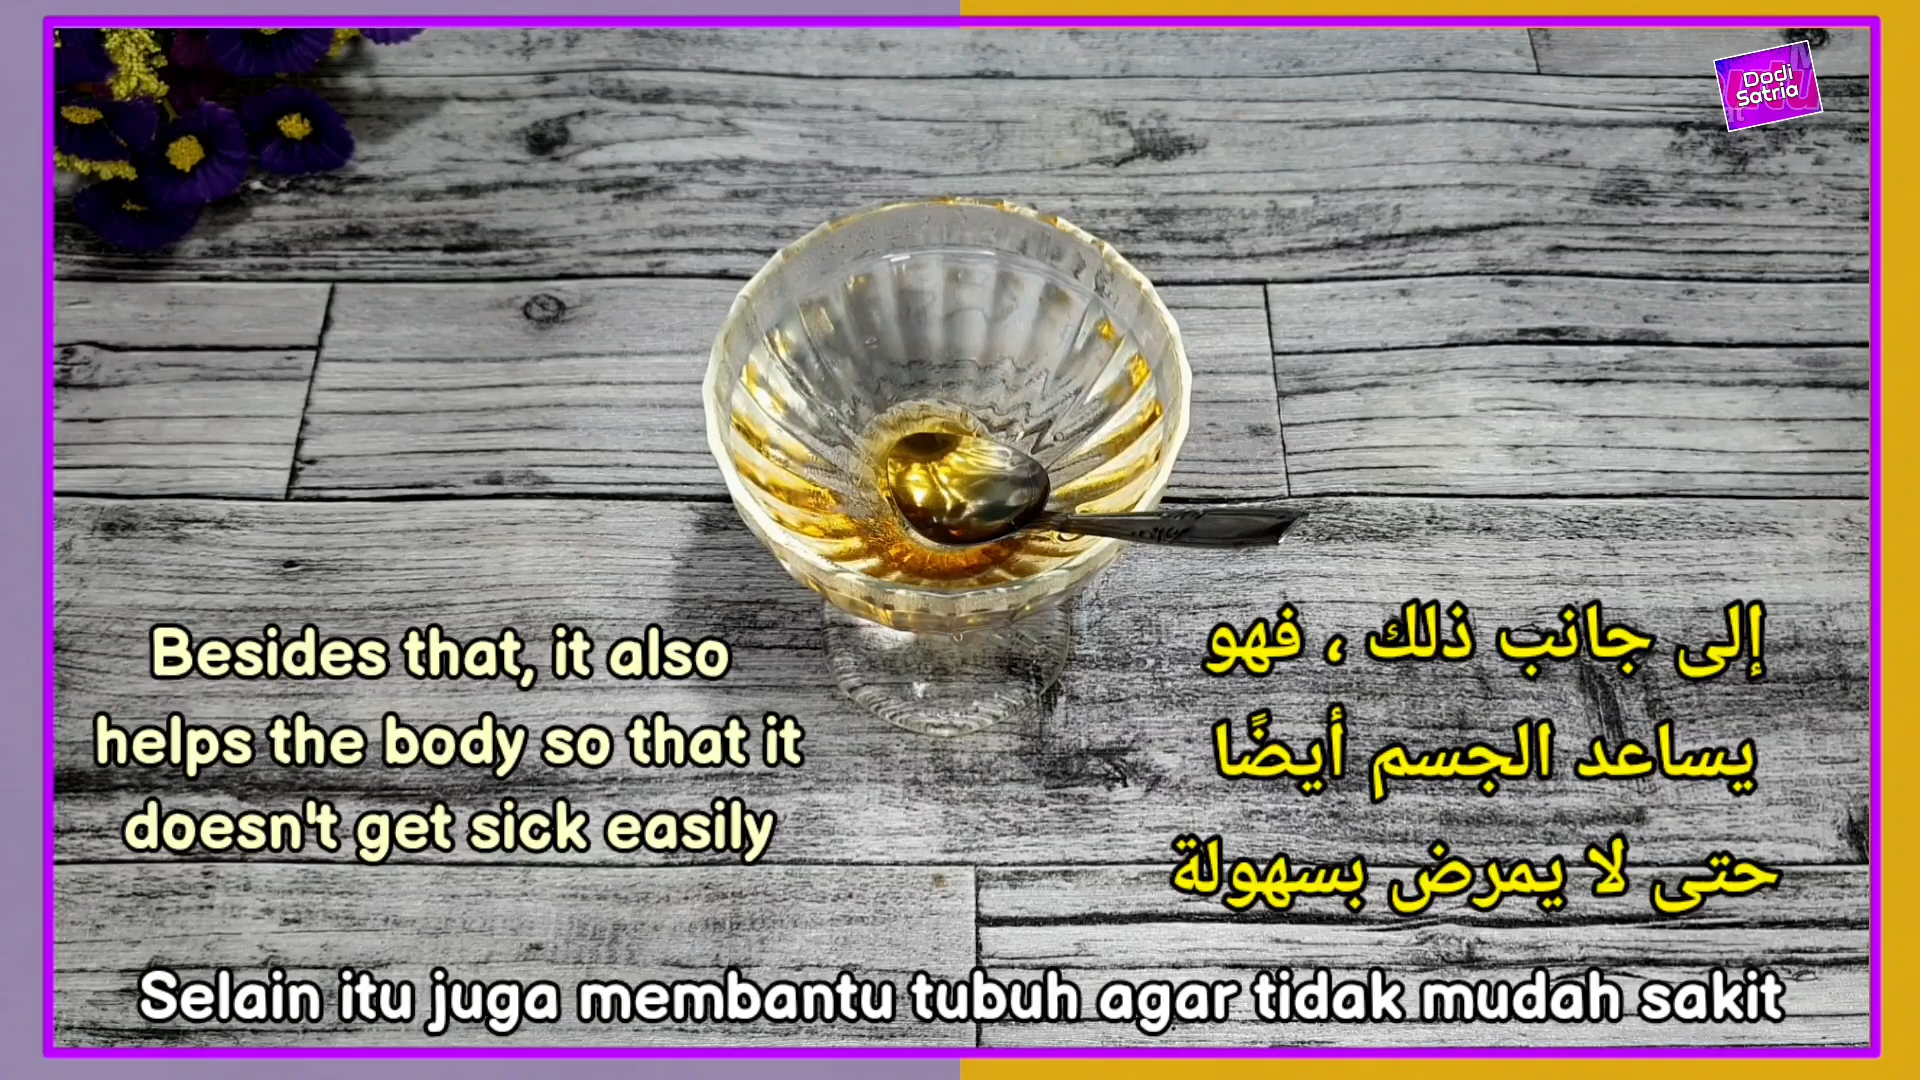 Dodi
Satria
Besides that, it also
helps the body so that it
doesn't get sick easily
إلى جانب ذلك ، فهو
يساعد الجسم أيضًا
حتى لا يمرض بسهولة
Selain itu juga membantu tubuh agar tidak mudah sakit